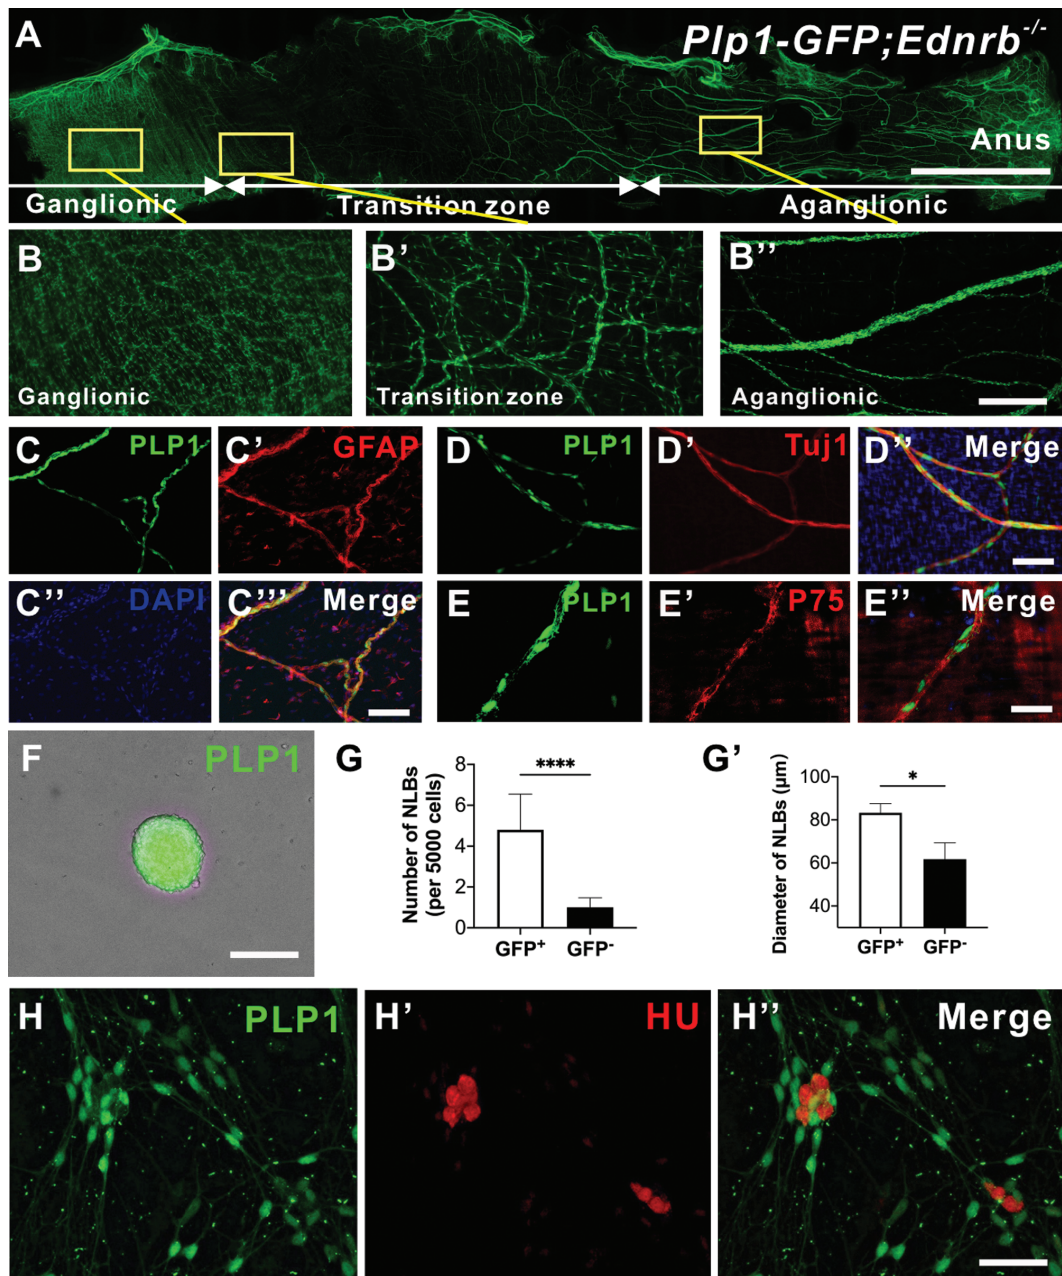 A
Plp1-GFP;Ednrb-/-
Anus
Ganglionic
Transition zone
Aganglionic
B
Ganglionic
B’
Transition zone
B’’
Aganglionic
C
PLP1
C’
GFAP
D
PLP1
D’
Tuj1
D’’
Merge
C’’
DAPI
C’’’
Merge
E
PLP1
E’
P75
E’’
Merge
F
PLP1
G
Number of NLBs
(per 5000 cells)
8
6
4
2
0
****
GFP+
GFP-
G’
Diameter of NLBs (μm)
100
80
60
40
*
GFP+
GFP-
H
PLP1
H’
HU
H’’
Merge